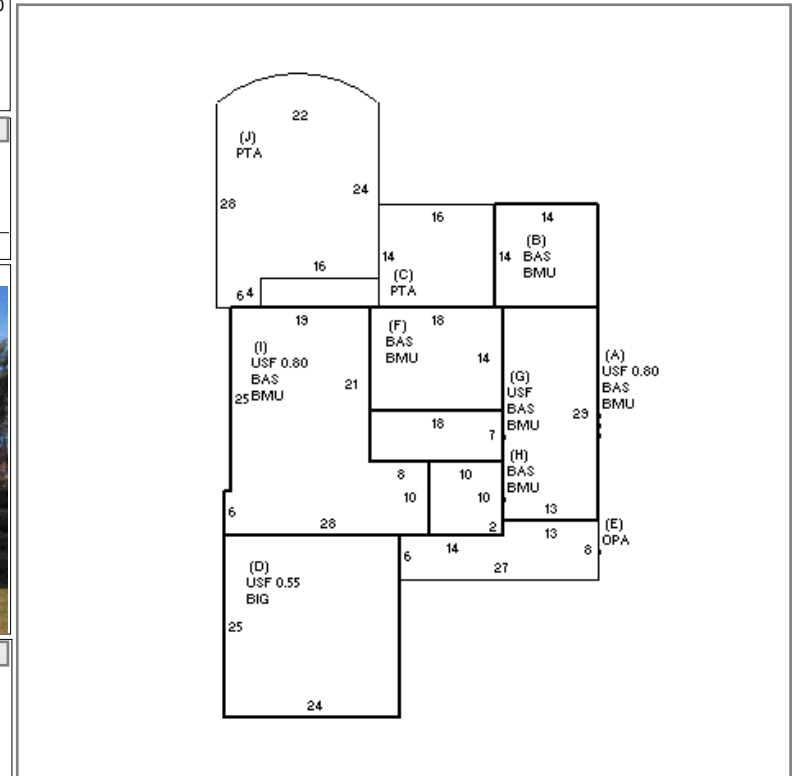 22
(J)
PTA
24
28
16
14
14
(B)
BAS
BMU
14
14
(C)
PTA
16
6 4
19
18
(F)
BAS
BMU
14
(I)
USF 0.80
BAS
BMU
21
25
(A)
USF 0.80
BAS
BMU
(G)
USF
BAS
BMU
29
18
7
(H)
BAS
BMU
8
10
10
10
6
28
2
13
13
(E)
OPA
8
14
6
27
(D)
USF 0.55
BIG
25
24